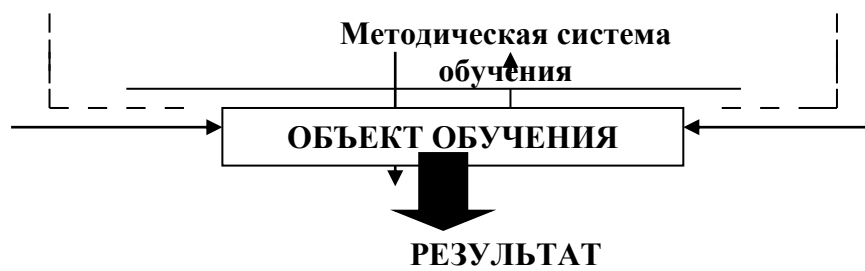 Методическая система
обучения
ОБЪЕКТ ОБУЧЕНИЯ
РЕЗУЛЬТАТ